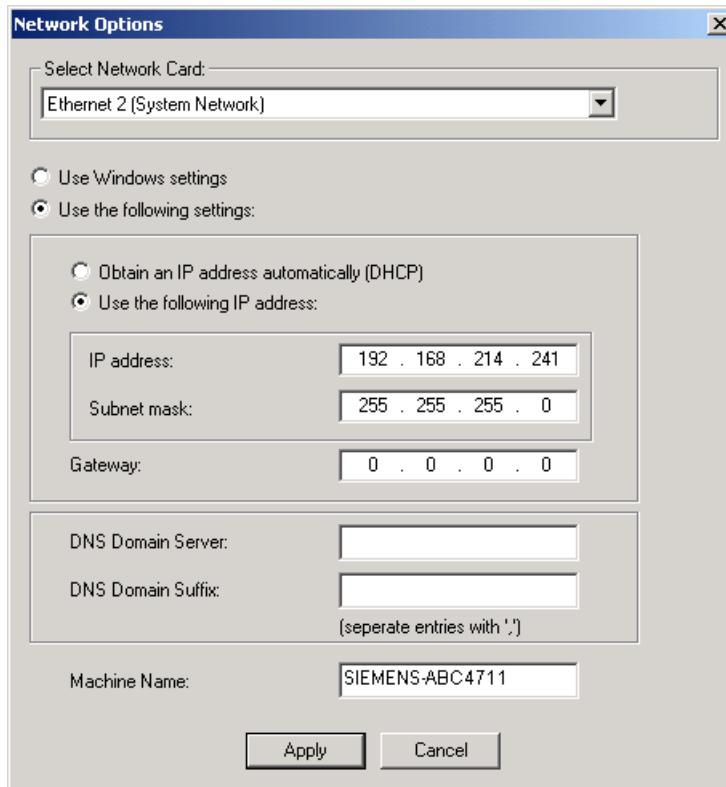 Network Options
Select Network Card:
Ethernet 2 (System Network)
Use Windows settings
Use the following settings:
Obtain an IP address automatically (DHCP)
Use the following IP address:
IP address: 192 . 168 . 214 . 241
Subnet mask: 255 . 255 . 255 . 0
Gateway: 0 . 0 . 0 . 0
DNS Domain Server:
DNS Domain Suffix:
(seperate entries with ',')
Machine Name: SIEMENS-ABC4711
Apply Cancel